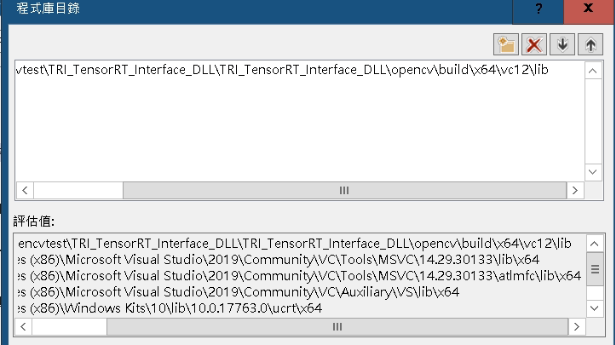 程式庫目錄
?
x
vtest\TRI_TensorRT_Interface_DLL\TRI_TensorRT_Interface_DLL\opencv\build\x64\vc12\lib
評估值:
encvtest\TRI_TensorRT_Interface_DLL\TRI_TensorRT_Interface_DLL\opencv\build\x64\vc12\lib
es (x86)\Microsoft Visual Studio\2019\Community\VC\Tools\MSVC\14.29.30133\lib\x64
es (x86)\Microsoft Visual Studio\2019\Community\VC\Tools\MSVC\14.29.30133\atlmfc\lib\x64
es (x86)\Microsoft Visual Studio\2019\Community\VC\Auxiliary\VS\lib\x64
es (x86)\Windows Kits\10\lib\10.0.17763.0\ucrt\x64